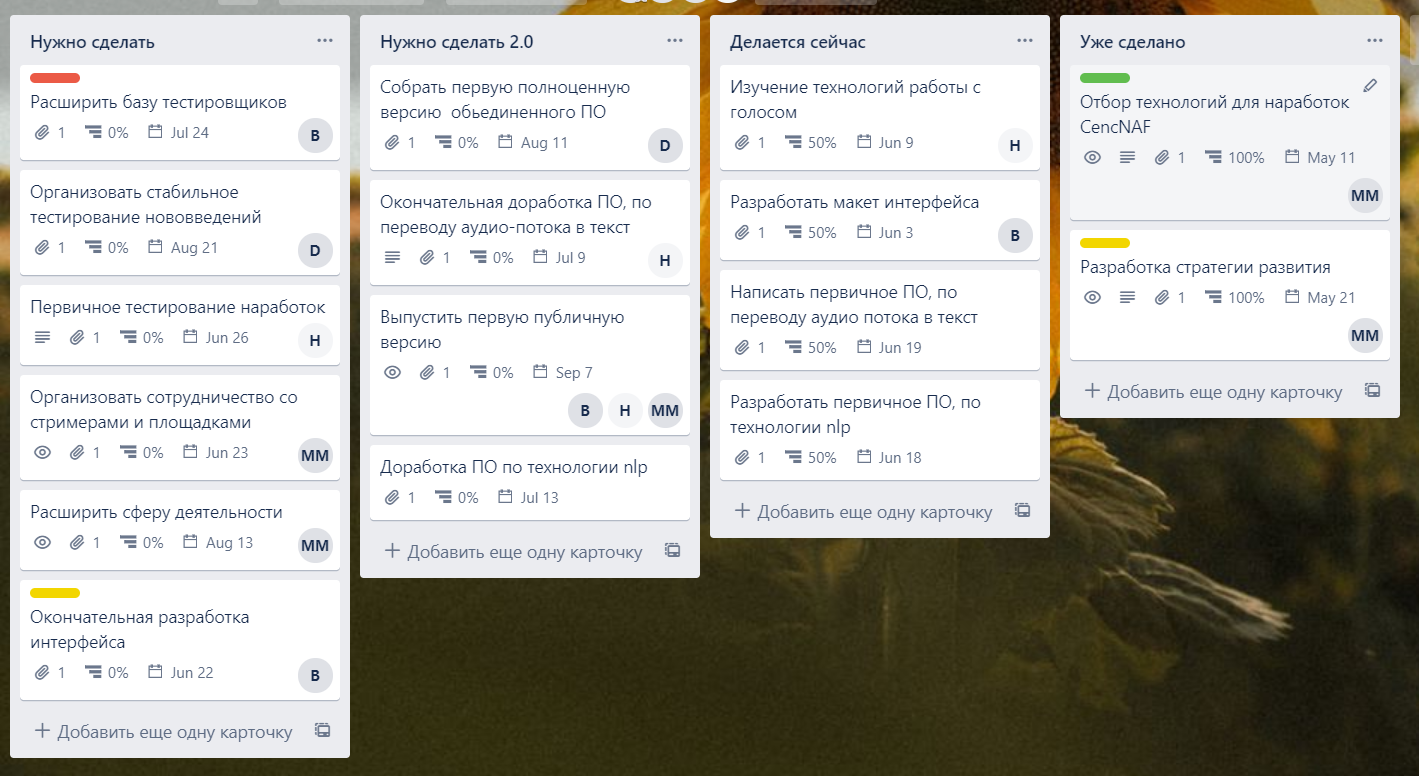 Нужно сделать
Расширить базу тестировщиков
1 0% Jul 24
B
Организовать стабильное
тестирование нововведений
1 0% Aug 21
D
Первичное тестирование наработок
1 0% Jun 26
H
Организовать сотрудничество со
стримерами и площадками
1 0% Jun 23
MM
Расширить сферу деятельности
1 0% Aug 13
MM
Окончательная разработка
интерфейса
1 0% Jun 22
B
Добавить еще одну карточку
Нужно сделать 2.0
Собрать первую полноценную
версию обьединенного ПО
1 0% Aug 11
D
Окончательная доработка ПО, по
переводу аудио-потока в текст
1 0% Jul 9
H
Выпустить первую публичную
версию
1 0% Sep 7
B H MM
Доработка ПО по технологии nlp
1 0% Jul 13
Добавить еще одну карточку
Делается сейчас
Изучение технологий работы с
голосом
1 50% Jun 9
H
Разработать макет интерфейса
1 50% Jun 3
B
Написать первичное ПО, по
переводу аудио потока в текст
1 50% Jun 19
Разработать первичное ПО, по
технологии nlp
1 50% Jun 18
Добавить еще одну карточку
Уже сделано
Отбор технологий для наработок
CencNAF
1 100% May 11
MM
Разработка стратегии развития
1 100% May 21
MM
Добавить еще одну карточку